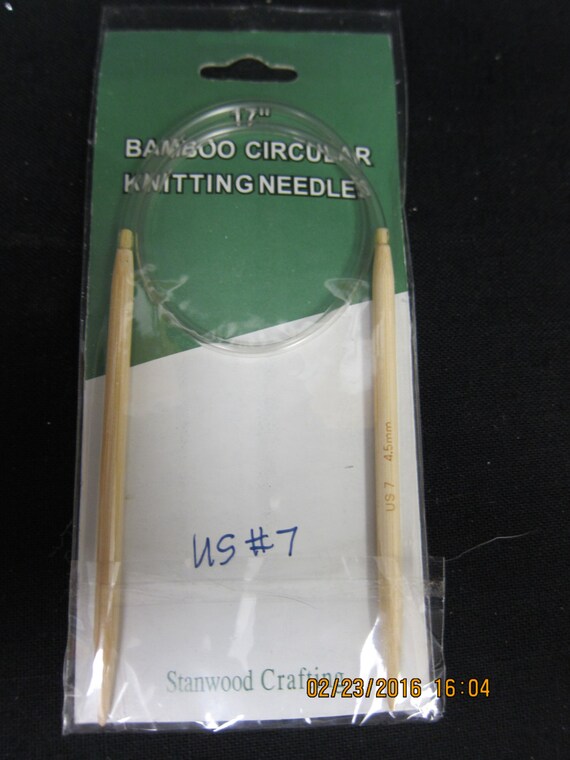 17"
BAMBOO CIRCULAR
KNITTING NEEDLES
US 7 4.5mm
US #7
Stanwood Crafting
02/23/2016 16:04